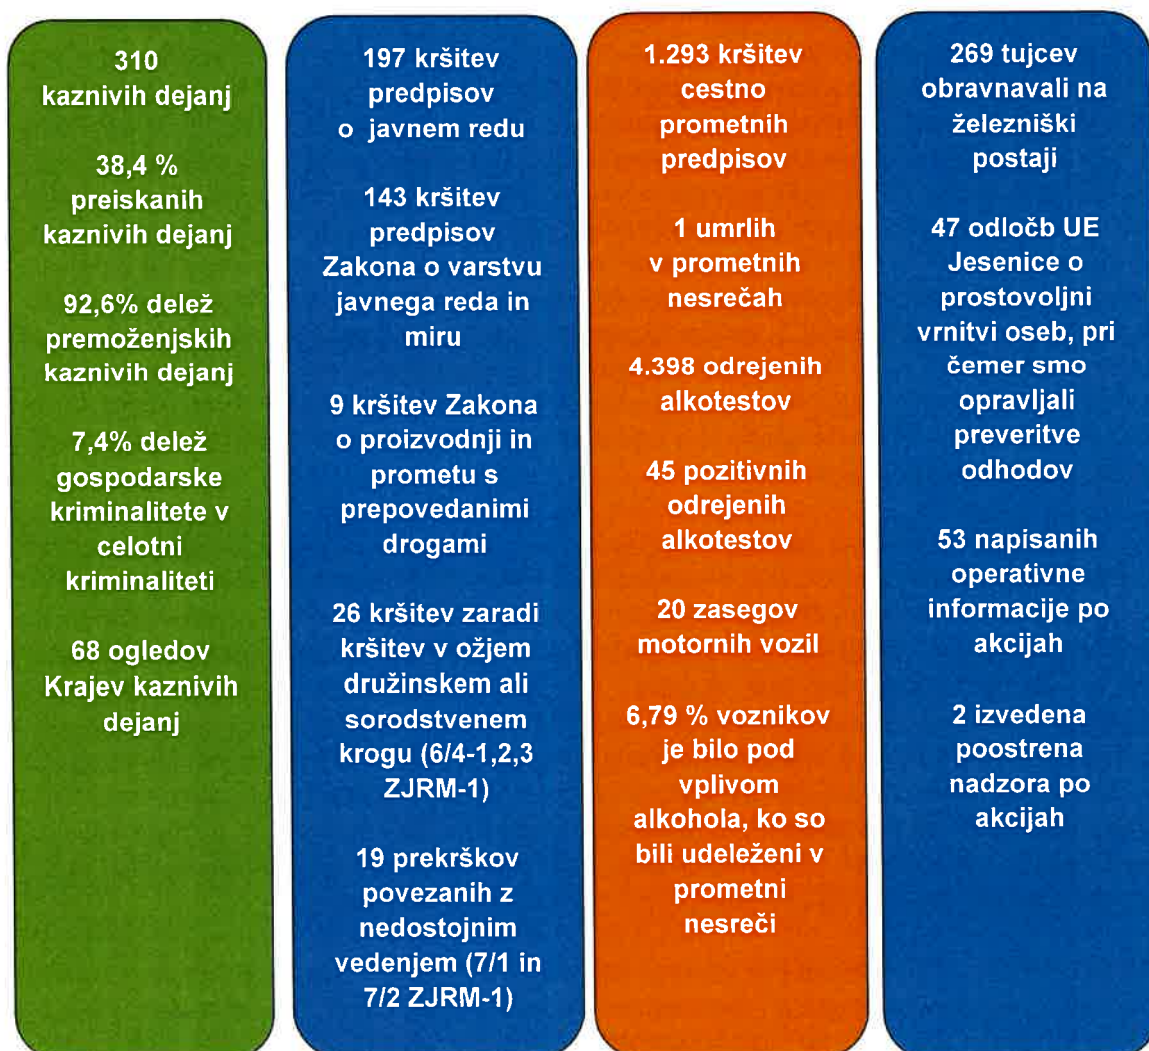 310
kaznivih dejanj
38,4 %
preiskanih
kaznivih dejanj
92,6% delež
premoženjskih
kaznivih dejanj
7,4% delež
gospodarske
kriminalitete v
celotni
kriminaliteti
68 ogledov
Krajev kaznivih
dejanj
197 kršitev
predpisov
o javnem redu
143 kršitev
predpisov
Zakona o varstvu
javnega reda in
miru
9 kršitev Zakona
o proizvodnji in
prometu s
prepovedanimi
drogami
26 kršitev zaradi
kršitev v ožjem
družinskem ali
sorodstvenem
krogu (6/4-1,2,3
ZJRM-1)
19 prekrškov
povezanih z
nedostojnim
vedenjem (7/1 in
7/2 ZJRM-1)
1.293 kršitev
cestno
prometnih
predpisov
1 umrlih
v prometnih
nesrečah
4.398 odrejenih
alkotestov
45 pozitivnih
odrejenih
alkotestov
20 zasegov
motornih vozil
6,79 % voznikov
je bilo pod
vplivom
alkohola, ko so
bili udeleženi v
prometni
nesreči
269 tujcev
obravnavali na
železniški
postaji
47 odločb UE
Jesenice o
prostovoljni
vrnitvi oseb, pri
čemer smo
opravljali
preveritve
odhodov
53 napisanih
operativne
informacije po
akcijah
2 izvedena
poostrena
nadzora po
akcijah